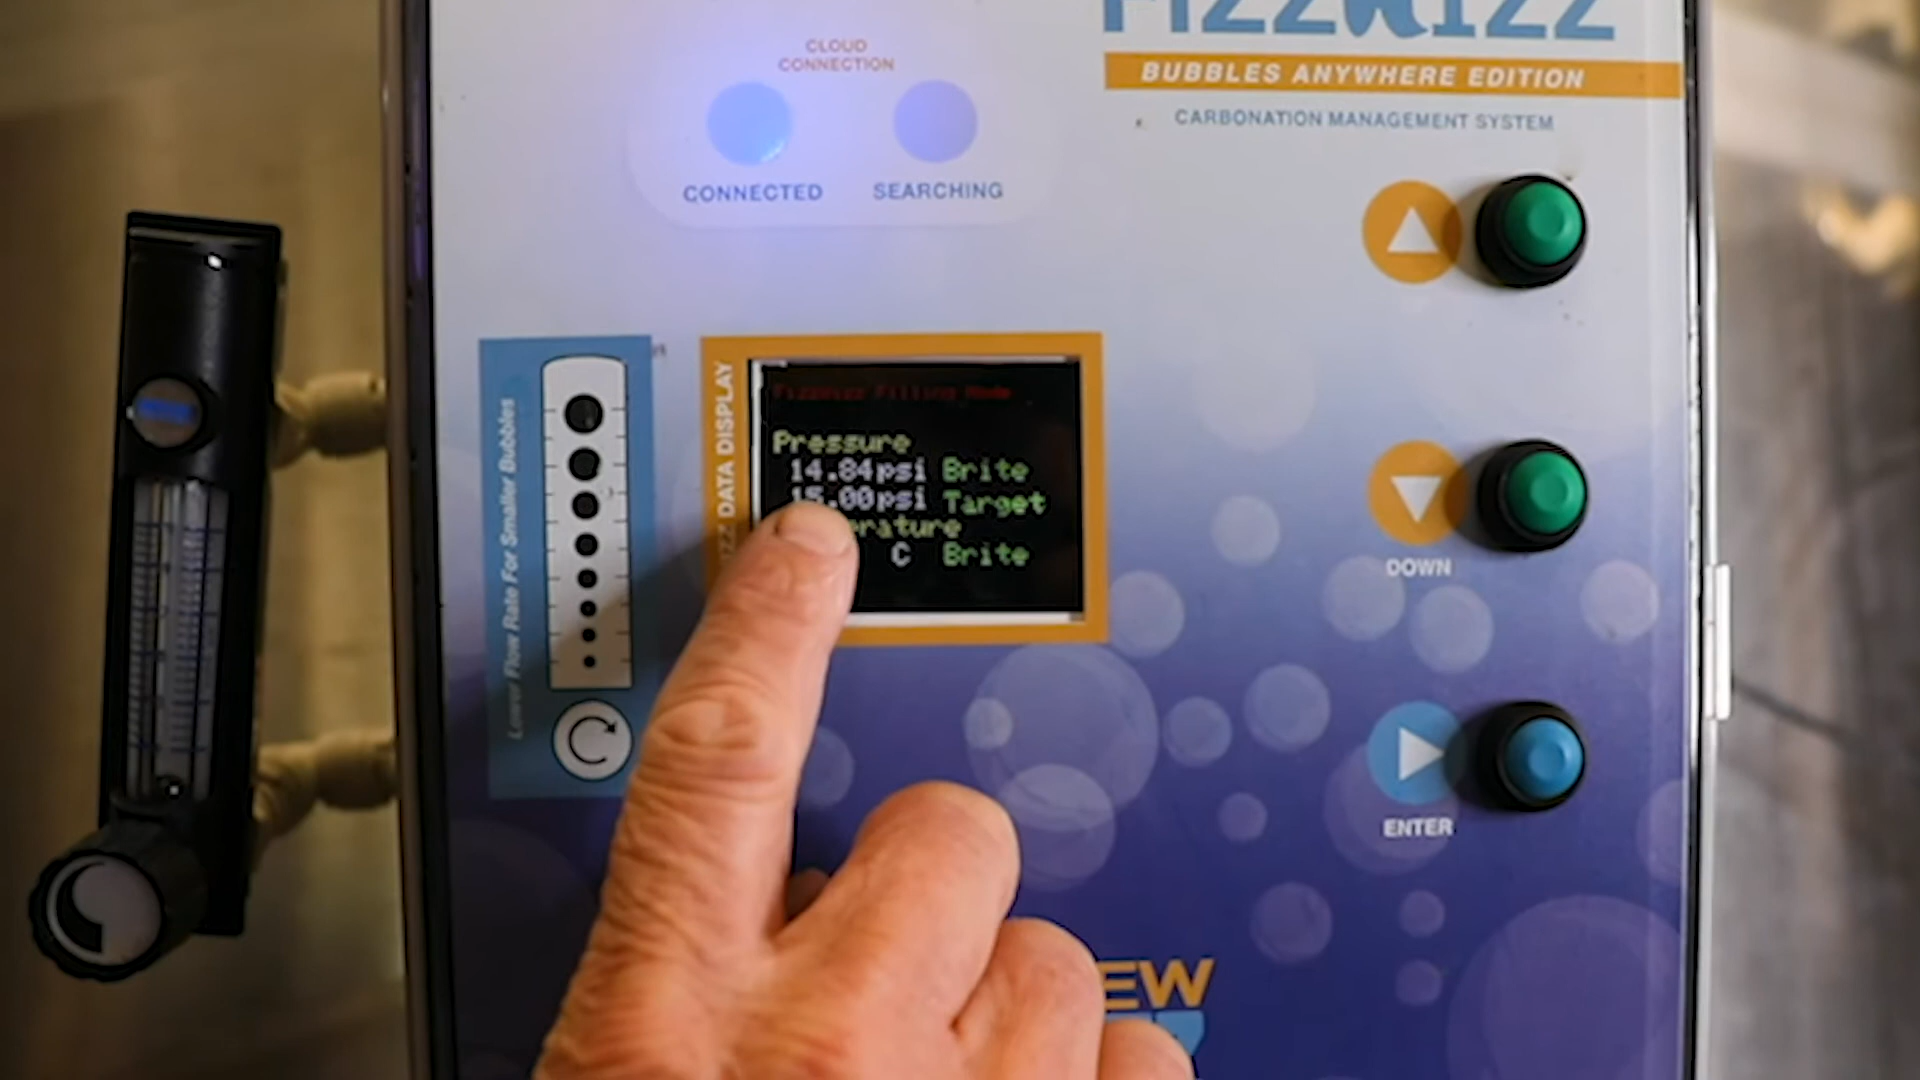 FIZZWIZZ
BUBBLES ANYWHERE EDITION
CARBONATION MANAGEMENT SYSTEM
CLOUD
CONNECTION
CONNECTED
SEARCHING
Lower Flow Rate For Smaller Bubbles
DATA DISPLAY
Fizzwizz Filling Mode
Pressure
14.84psi Brite
15.00psi Target
erature
C Brite
DOWN
ENTER
EW